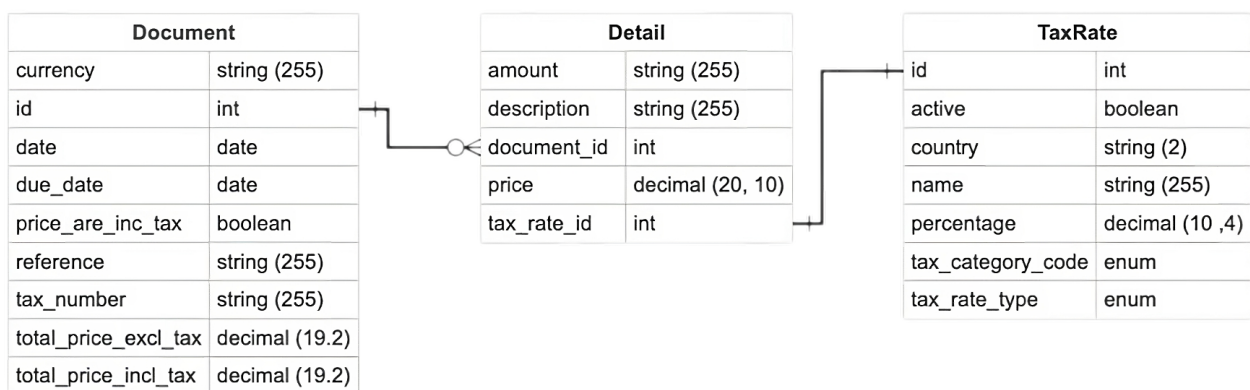 Document
currency string (255)
id int
date date
due_date date
price_are_inc_tax boolean
reference string (255)
tax_number string (255)
total_price_excl_tax decimal (19.2)
total_price_incl_tax decimal (19.2)
Detail
amount string (255)
description string (255)
document_id int
price decimal (20, 10)
tax_rate_id int
TaxRate
id int
active boolean
country string (2)
name string (255)
percentage decimal (10 ,4)
tax_category_code enum
tax_rate_type enum